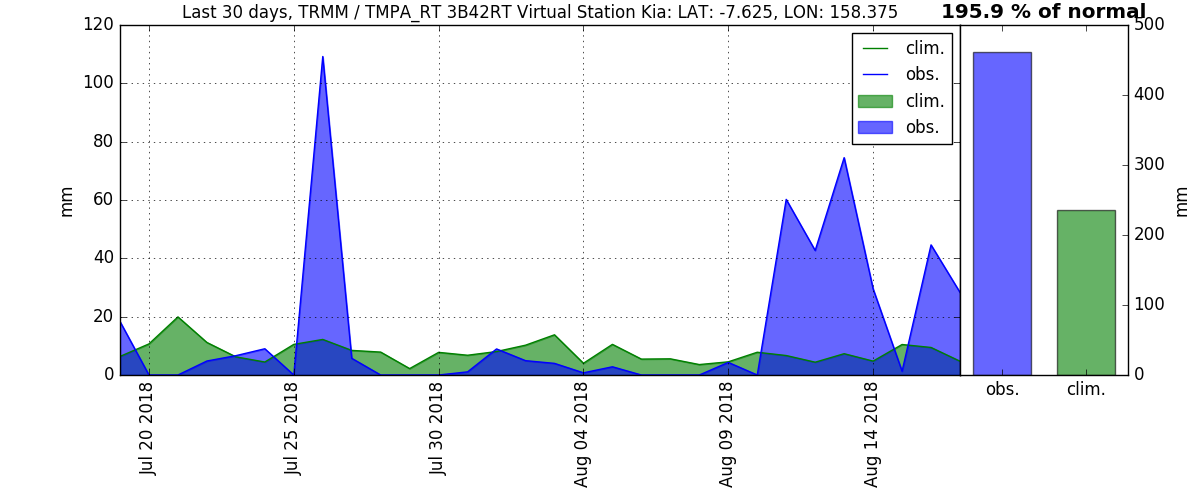 Last 30 days, TRMM / TMPA_RT 3B42RT Virtual Station Kia: LAT: -7.625, LON: 158.375
195.9 % of normal
120
100
80
60
40
20
0
mm
clim.
obs.
clim.
obs.
500
400
300
200
100
0
mm
obs.
clim.
Jul 20 2018
Jul 25 2018
Jul 30 2018
Aug 04 2018
Aug 09 2018
Aug 14 2018